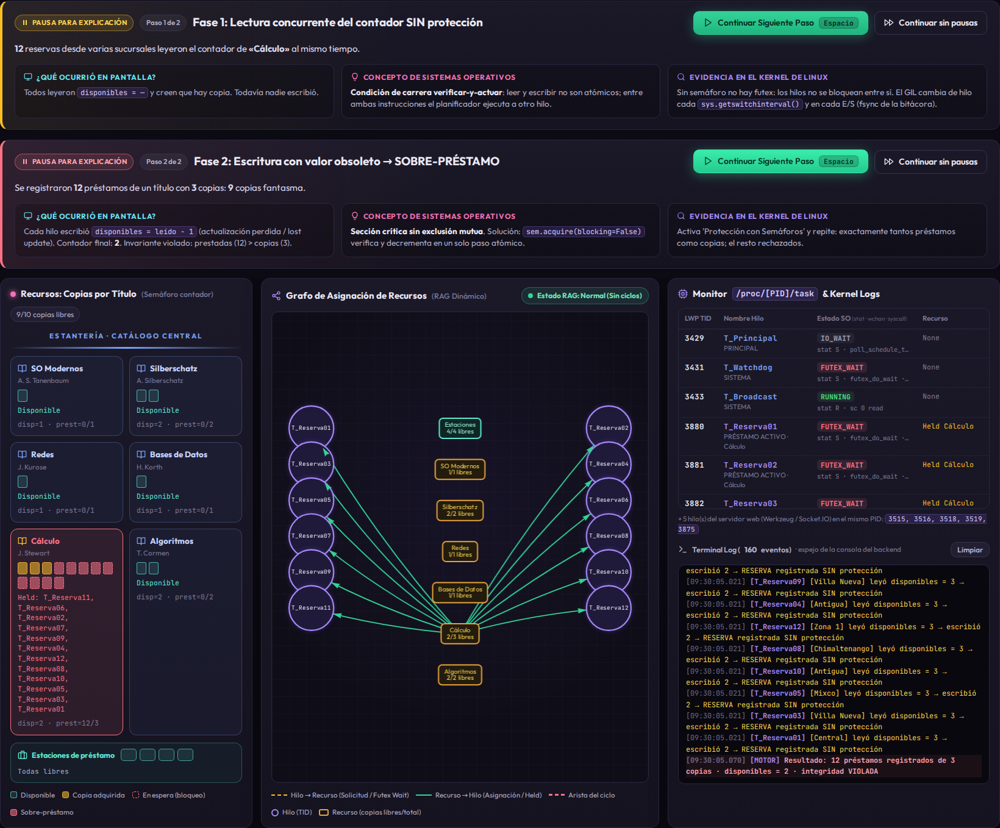 PAUSA PARA EXPLICACIÓN Paso 1 de 2 Fase 1: Lectura concurrente del contador SIN protección Continuar Siguiente Paso Espacio Continuar sin pausas
12 reservas desde varias sucursales leyeron el contador de «Cálculo» al mismo tiempo.
¿QUÉ OCURRIÓ EN PANTALLA?
Todos leyeron disponibles = — y creen que hay copia. Todavía nadie escribió.
CONCEPTO DE SISTEMAS OPERATIVOS
Condición de carrera verificar-y-actuar: leer y escribir no son atómicos; entre
ambas instrucciones el planificador ejecuta a otro hilo.
EVIDENCIA EN EL KERNEL DE LINUX
Sin semáforo no hay futex: los hilos no se bloquean entre sí. El GIL cambia de hilo
cada sys.getswitchinterval() y en cada E/S (fsync de la bitácora).
PAUSA PARA EXPLICACIÓN Paso 2 de 2 Fase 2: Escritura con valor obsoleto → SOBRE-PRÉSTAMO Continuar Siguiente Paso Espacio Continuar sin pausas
Se registraron 12 préstamos de un título con 3 copias: 9 copias fantasma.
¿QUÉ OCURRIÓ EN PANTALLA?
Cada hilo escribió disponibles = leído - 1 (actualización perdida / lost
update). Contador final: 2. Invariante violado: prestadas (12) > copias (3).
CONCEPTO DE SISTEMAS OPERATIVOS
Sección crítica sin exclusión mutua. Solución: sem.acquire(blocking=False)
verifica y decrementa en un solo paso atómico.
EVIDENCIA EN EL KERNEL DE LINUX
Activa 'Protección con Semáforos' y repite: exactamente tantos préstamos
como copias; el resto rechazados.
Recursos: Copias por Título (Semáforo contador)
9/10 copias libres
ESTANTERÍA · CATÁLOGO CENTRAL
SO Modernos
A. S. Tanenbaum
Disponible
disp=1 · prest=0/1
Silberschatz
A. Silberschatz
Disponible
disp=2 · prest=0/2
Redes
J. Kurose
Disponible
disp=1 · prest=0/1
Bases de Datos
H. Korth
Disponible
disp=1 · prest=0/1
Cálculo
J. Stewart
Held: T_Reserva11,
T_Reserva06,
T_Reserva02,
T_Reserva07,
T_Reserva09,
T_Reserva04,
T_Reserva12,
T_Reserva08,
T_Reserva10,
T_Reserva05,
T_Reserva03,
T_Reserva01
disp=2 · prest=12/3
Algoritmos
T. Cormen
Disponible
disp=2 · prest=0/2
Estaciones de préstamo
Todas libres
Disponible Copia adquirida En espera (bloqueo)
Sobre-préstamo
Grafo de Asignación de Recursos (RAG Dinámico) Estado RAG: Normal (Sin ciclos)
T_Reserva01
T_Reserva03
T_Reserva05
T_Reserva07
T_Reserva09
T_Reserva11
Estaciones
4/4 libres
SO Modernos
1/1 libres
Silberschatz
2/2 libres
Redes
1/1 libres
Bases de Datos
1/1 libres
Cálculo
2/3 libres
Algoritmos
2/2 libres
T_Reserva02
T_Reserva04
T_Reserva06
T_Reserva08
T_Reserva10
T_Reserva12
Hilo → Recurso (Solicitud / Futex Wait) Recurso → Hilo (Asignación / Held) Arista del ciclo
Hilo (TID) Recurso (copias libres/total)
Monitor /proc/[PID]/task & Kernel Logs
LWP TID Nombre Hilo Estado SO (stat · wchan · syscall) Recurso
3429 T_Principal IO_WAIT None
PRINCIPAL stat S · poll_schedule_t…
3431 T_Watchdog FUTEX_WAIT None
SISTEMA stat S · futex_do_wait ·…
3433 T_Broadcast RUNNING None
SISTEMA stat R · sc 0 read
3880 T_Reserva01 FUTEX_WAIT Held Cálculo
PRÉSTAMO ACTIVO · stat S · futex_do_wait ·…
Cálculo
3881 T_Reserva02 FUTEX_WAIT Held Cálculo
PRÉSTAMO ACTIVO · stat S · futex_do_wait ·…
Cálculo
3882 T_Reserva03 FUTEX_WAIT Held Cálculo
+ 5 hilo(s) del servidor web (Werkzeug / Socket.IO) en el mismo PID: 3515, 3516, 3518, 3519,
3875
Terminal Log ( 160 eventos) · espejo de la consola del backend Limpiar
escribió 2 → RESERVA registrada SIN protección
[09:30:05.021] [T_Reserva09] [Villa Nueva] leyó disponibles = 3 →
escribió 2 → RESERVA registrada SIN protección
[09:30:05.021] [T_Reserva04] [Antigua] leyó disponibles = 3 →
escribió 2 → RESERVA registrada SIN protección
[09:30:05.021] [T_Reserva12] [Zona 1] leyó disponibles = 3 → escribió
2 → RESERVA registrada SIN protección
[09:30:05.021] [T_Reserva08] [Chimaltenango] leyó disponibles = 3 →
escribió 2 → RESERVA registrada SIN protección
[09:30:05.021] [T_Reserva10] [Antigua] leyó disponibles = 3 →
escribió 2 → RESERVA registrada SIN protección
[09:30:05.021] [T_Reserva05] [Mixco] leyó disponibles = 3 → escribió
2 → RESERVA registrada SIN protección
[09:30:05.021] [T_Reserva03] [Villa Nueva] leyó disponibles = 3 →
escribió 2 → RESERVA registrada SIN protección
[09:30:05.021] [T_Reserva01] [Central] leyó disponibles = 3 →
escribió 2 → RESERVA registrada SIN protección
[09:30:05.070] [MOTOR] Resultado: 12 préstamos registrados de 3
copias · disponibles = 2 · integridad VIOLADA